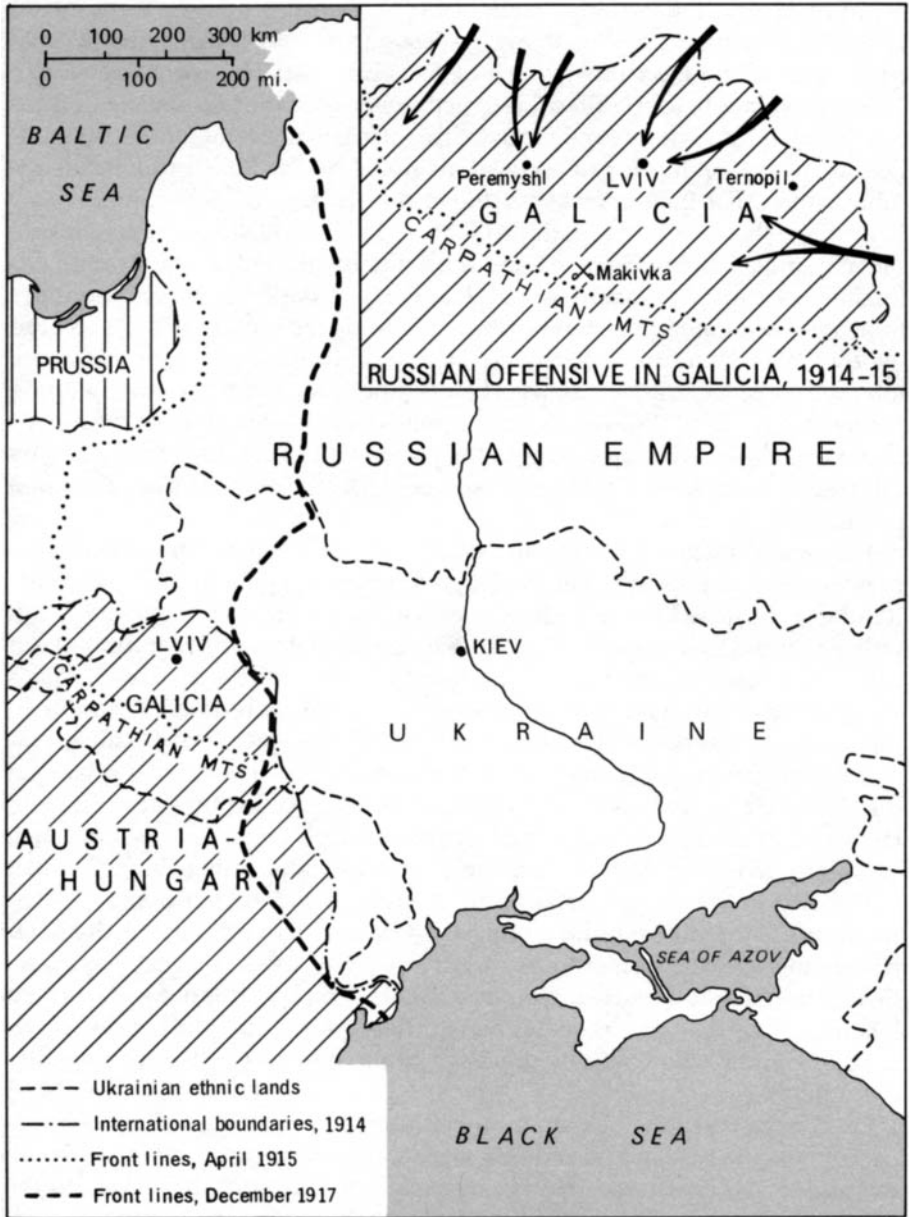 0 100 200 300 km
0 100 200 mi.
BALTIC
SEA
Peremyshl
LVIV
Ternopil
GALICIA
CARPATHIAN MTS
Makivka
RUSSIAN OFFENSIVE IN GALICIA, 1914-15
PRUSSIA
RUSSIAN EMPIRE
LVIV
KIEV
GALICIA
CARPATHIAN MTS
UKRAINE
AUSTRIA-
HUNGARY
SEA OF AZOV
BLACK SEA
Ukrainian ethnic lands
International boundaries, 1914
Front lines, April 1915
Front lines, December 1917